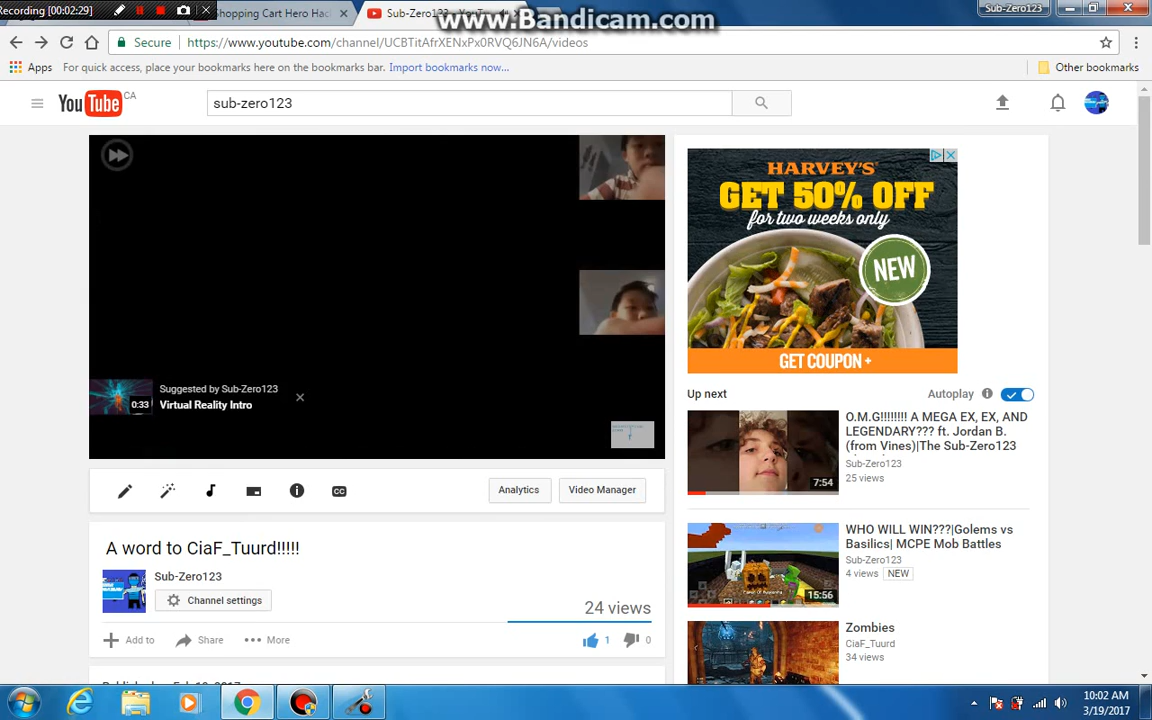 Recording [00:02:29]
www.Bandicam.com
Shopping Cart Hero Hac
Sub-Zero123
Sub-Zero123
Secure
https://www.youtube.com/channel/UCBTitAfrXENxPx0RVQ6JN6A/videos
Apps
For quick access, place your bookmarks here on the bookmarks bar. Import bookmarks now...
Other bookmarks
YouTube CA
sub-zero123
HARVEY'S
GET 50% OFF
for two weeks only
NEW
GET COUPON
Suggested by Sub-Zero123
0:33
Virtual Reality Intro
Up next
Autoplay
O.M.G!!!!!!!! A MEGA EX, EX, AND
LEGENDARY??? ft. Jordan B.
(from Vines)|The Sub-Zero123
Sub-Zero123
25 views
7:54
CC
Analytics
Video Manager
WHO WILL WIN???|Golems vs
Basilics| MCPE Mob Battles
Sub-Zero123
4 views NEW
15:56
A word to CiaF_Tuurd!!!!!
Sub-Zero123
Channel settings
24 views
Add to
Share
More
1
0
Zombies
CiaF_Tuurd
34 views
10:02 AM
3/19/2017